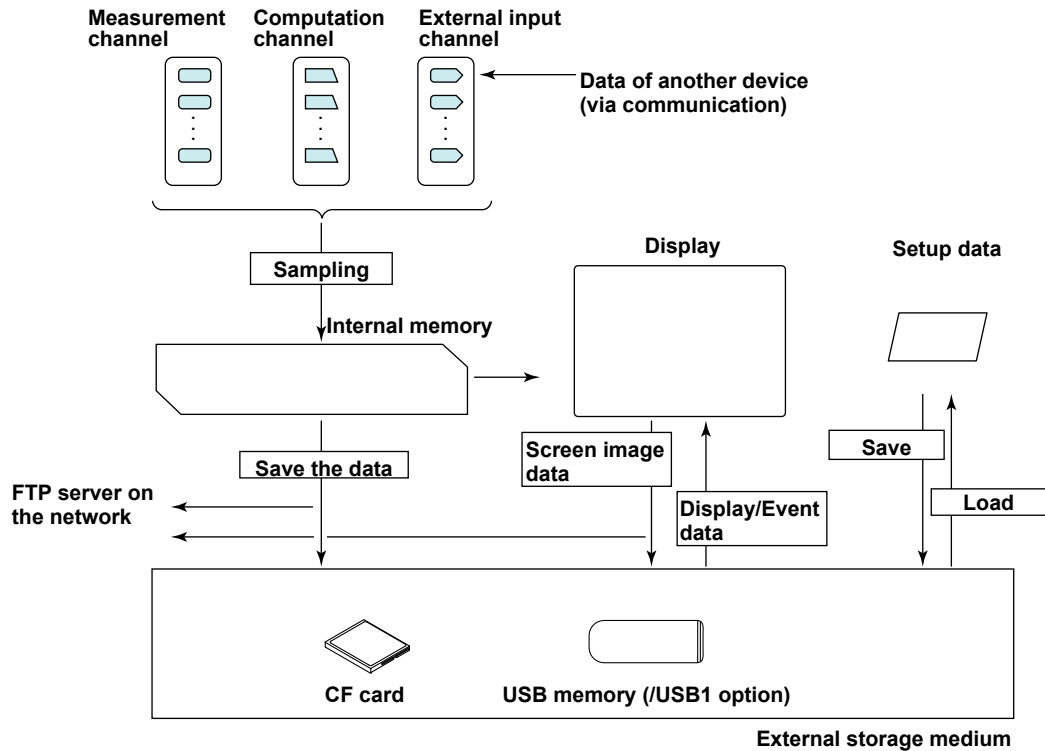 Measurement
channel
Computation
channel
External input
channel
Data of another device
(via communication)
Sampling
Display
Setup data
Internal memory
Save the data
Screen image
data
Save
FTP server on
the network
Display/Event
data
Load
CF card
USB memory (/USB1 option)
External storage medium